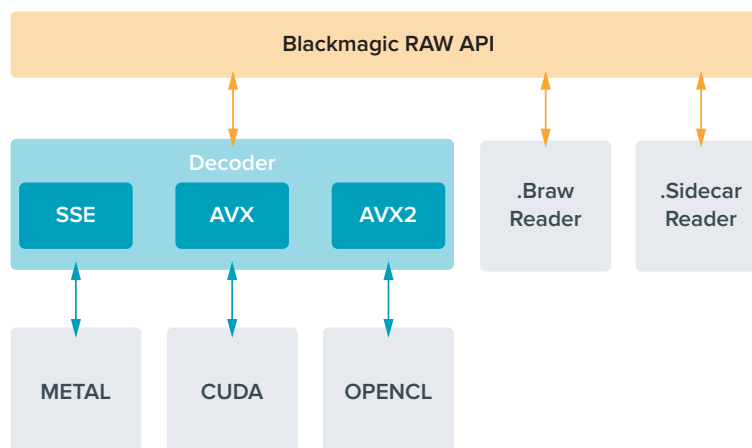 Blackmagic RAW API
Decoder
SSE
AVX
AVX2
.Braw
Reader
.Sidecar
Reader
METAL
CUDA
OPENCL